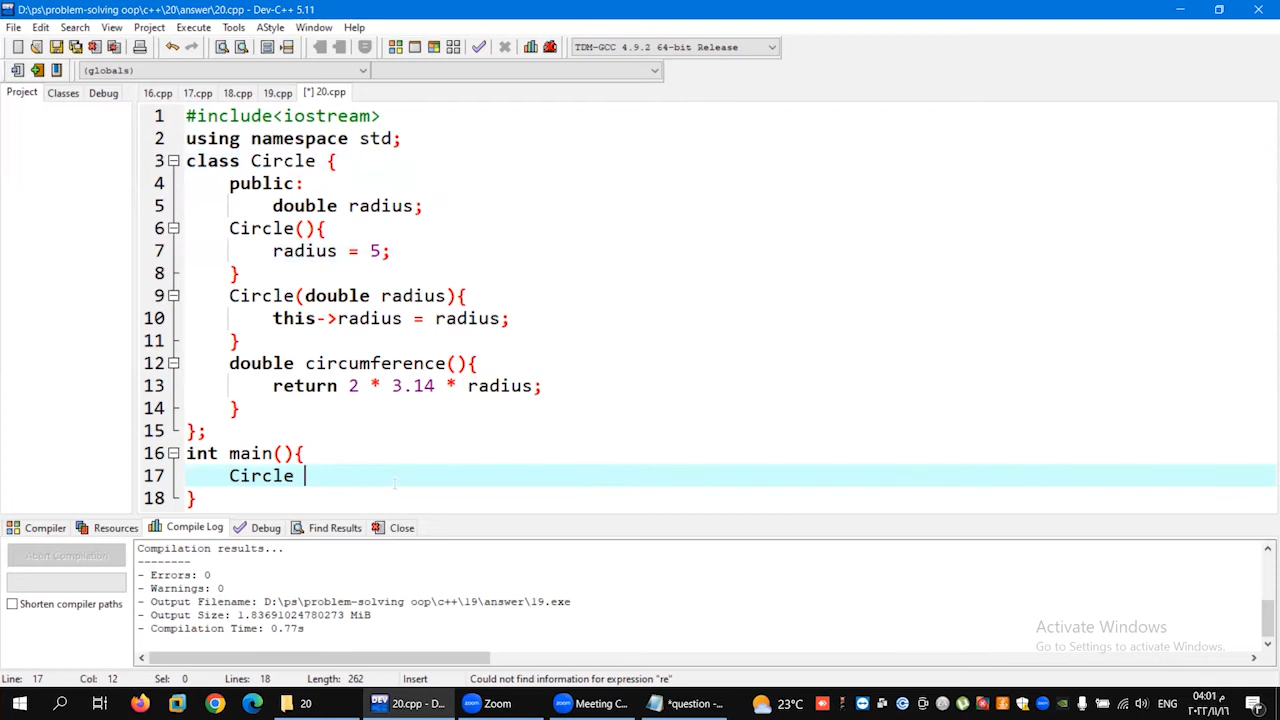 D:\ps\problem-solving oop\c++\20\answer\20.cpp - Dev-C++ 5.11
File Edit Search View Project Execute Tools AStyle Window Help
TDM-GCC 4.9.2 64-bit Release
(globals)
Project Classes Debug 16.cpp 17.cpp 18.cpp 19.cpp [*] 20.cpp
1 #include<iostream>
2 using namespace std;
3 class Circle {
4 public:
5 double radius;
6 Circle(){
7 radius = 5;
8 }
9 Circle(double radius){
10 this->radius = radius;
11 }
12 double circumference(){
13 return 2 * 3.14 * radius;
14 }
15 };
16 int main(){
17 Circle
18 }
Compiler Resources Compile Log Debug Find Results Close
Abort Compilation
Shorten compiler paths
Compilation results...
--------
- Errors: 0
- Warnings: 0
- Output Filename: D:\ps\problem-solving oop\c++\19\answer\19.exe
- Output Size: 1.83691024780273 MiB
- Compilation Time: 0.77s
Activate Windows
Go to Settings to activate Windows.
Line: 17 Col: 12 Sel: 0 Lines: 18 Length: 262 Insert Could not find information for expression "re"
20 20.cpp - D... Zoom Meeting C... *question -... 23°C ENG 04:01 م